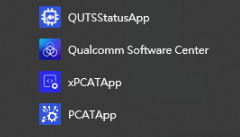 QUTSStatusApp
Qualcomm Software Center
xPCATApp
PCATApp